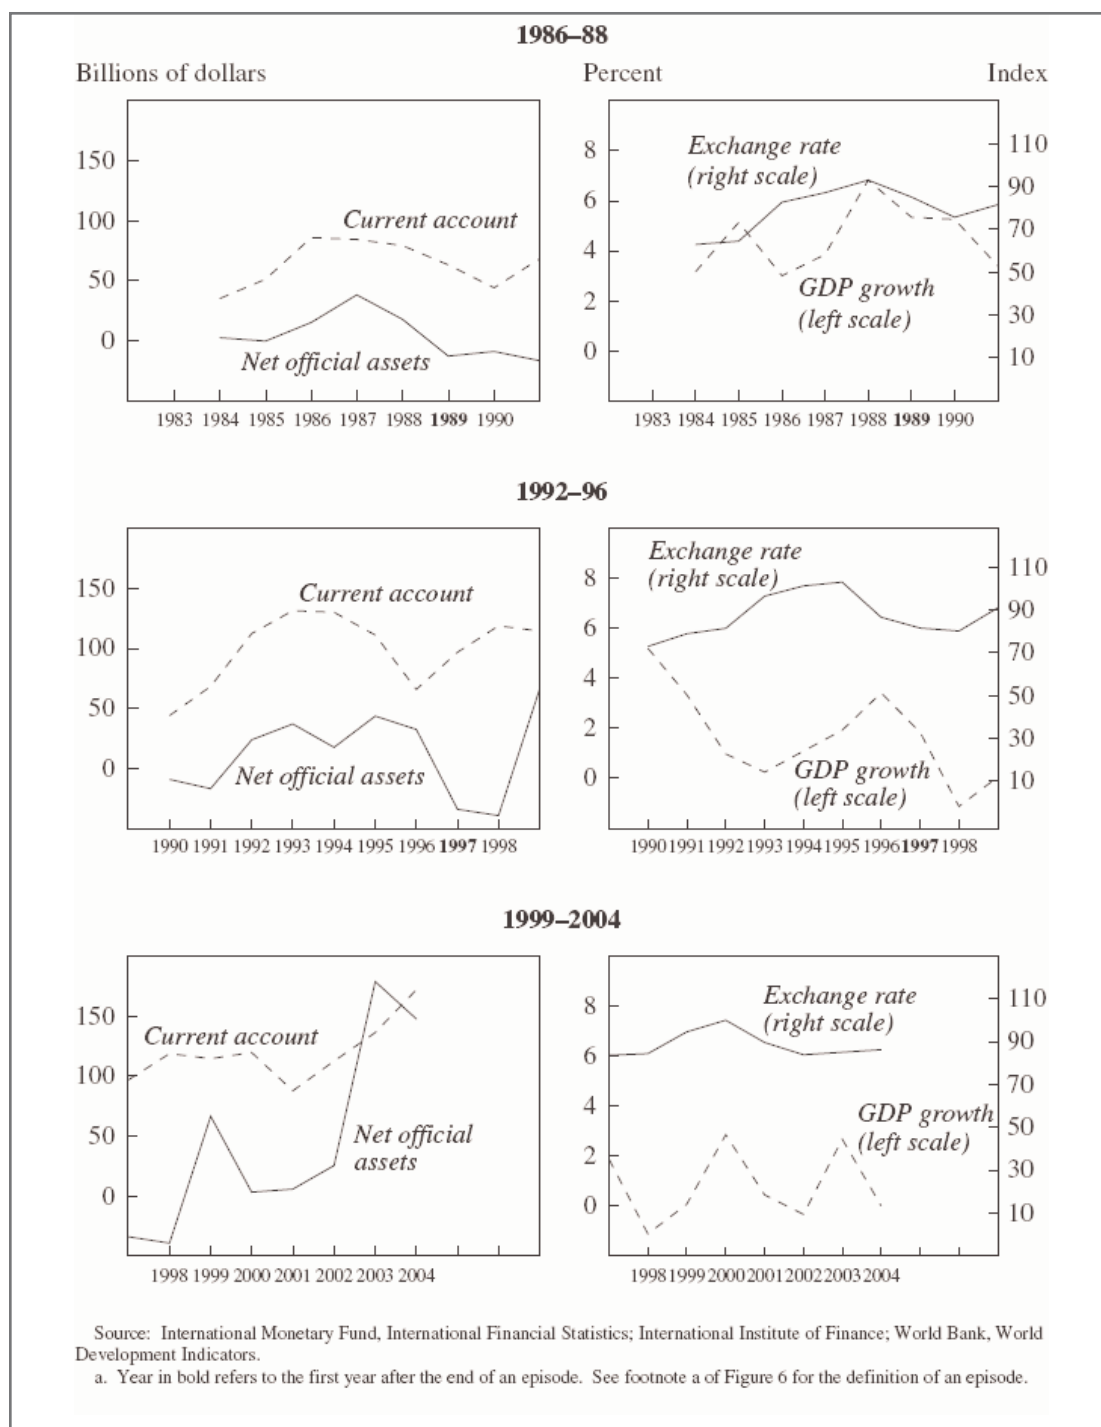 1986–88
Billions of dollars
Percent
Index
150
100
50
0
Current account
Net official assets
1983 1984 1985 1986 1987 1988 1989 1990
8
6
4
2
0
Exchange rate
(right scale)
GDP growth
(left scale)
110
90
70
50
30
10
1983 1984 1985 1986 1987 1988 1989 1990
1992–96
150
100
50
0
Current account
Net official assets
1990 1991 1992 1993 1994 1995 1996 1997 1998
8
6
4
2
0
Exchange rate
(right scale)
GDP growth
(left scale)
110
90
70
50
30
10
1990 1991 1992 1993 1994 1995 1996 1997 1998
1999–2004
150
100
50
0
Current account
Net official
assets
1998 1999 2000 2001 2002 2003 2004
8
6
4
2
0
Exchange rate
(right scale)
GDP growth
(left scale)
110
90
70
50
30
10
1998 1999 2000 2001 2002 2003 2004
Source: International Monetary Fund, International Financial Statistics; International Institute of Finance; World Bank, World
Development Indicators.
a. Year in bold refers to the first year after the end of an episode. See footnote a of Figure 6 for the definition of an episode.